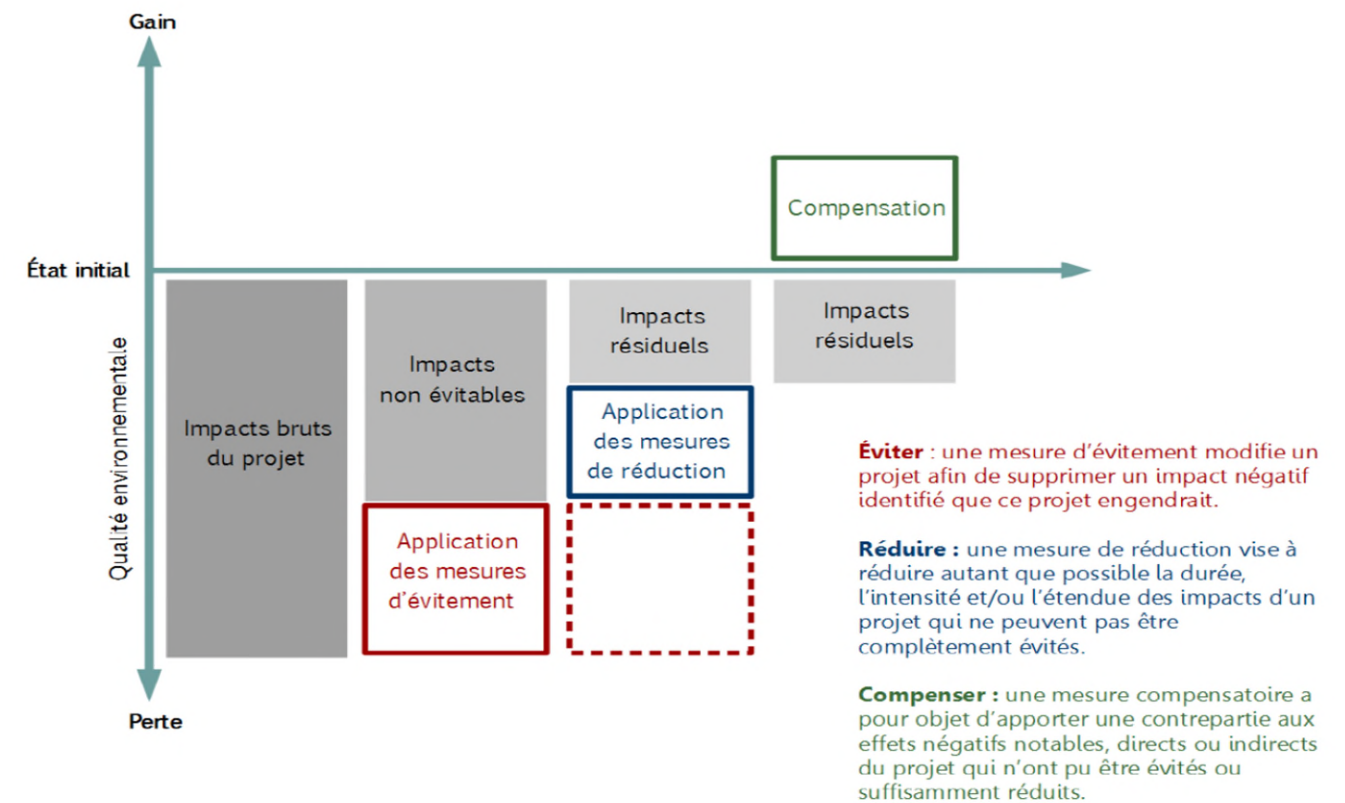 Gain
État initial
Qualité environnementale
Perte
Impacts bruts
du projet
Impacts
non évitables
Application
des mesures
d'évitement
Impacts
résiduels
Application
des mesures
de réduction
Compensation
Impacts
résiduels
Éviter : une mesure d'évitement modifie un
projet afin de supprimer un impact négatif
identifié que ce projet engendrait.
Réduire : une mesure de réduction vise à
réduire autant que possible la durée,
l'intensité et/ou l'étendue des impacts d'un
projet qui ne peuvent pas être
complètement évités.
Compenser : une mesure compensatoire a
pour objet d'apporter une contrepartie aux
effets négatifs notables, directs ou indirects
du projet qui n'ont pu être évités ou
suffisamment réduits.